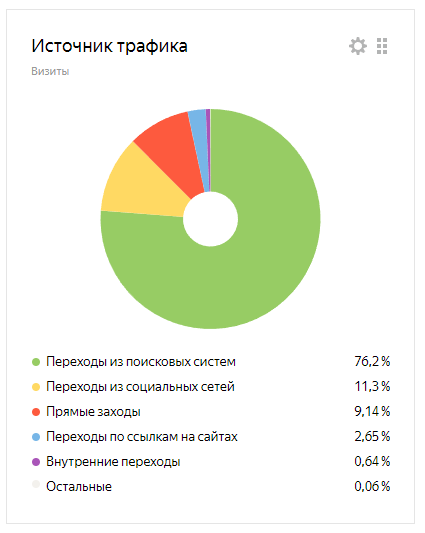 Источник трафика
Визиты
Переходы из поисковых систем 76,2 %
Переходы из социальных сетей 11,3 %
Прямые заходы 9,14 %
Переходы по ссылкам на сайтах 2,65 %
Внутренние переходы 0,64 %
Остальные 0,06 %